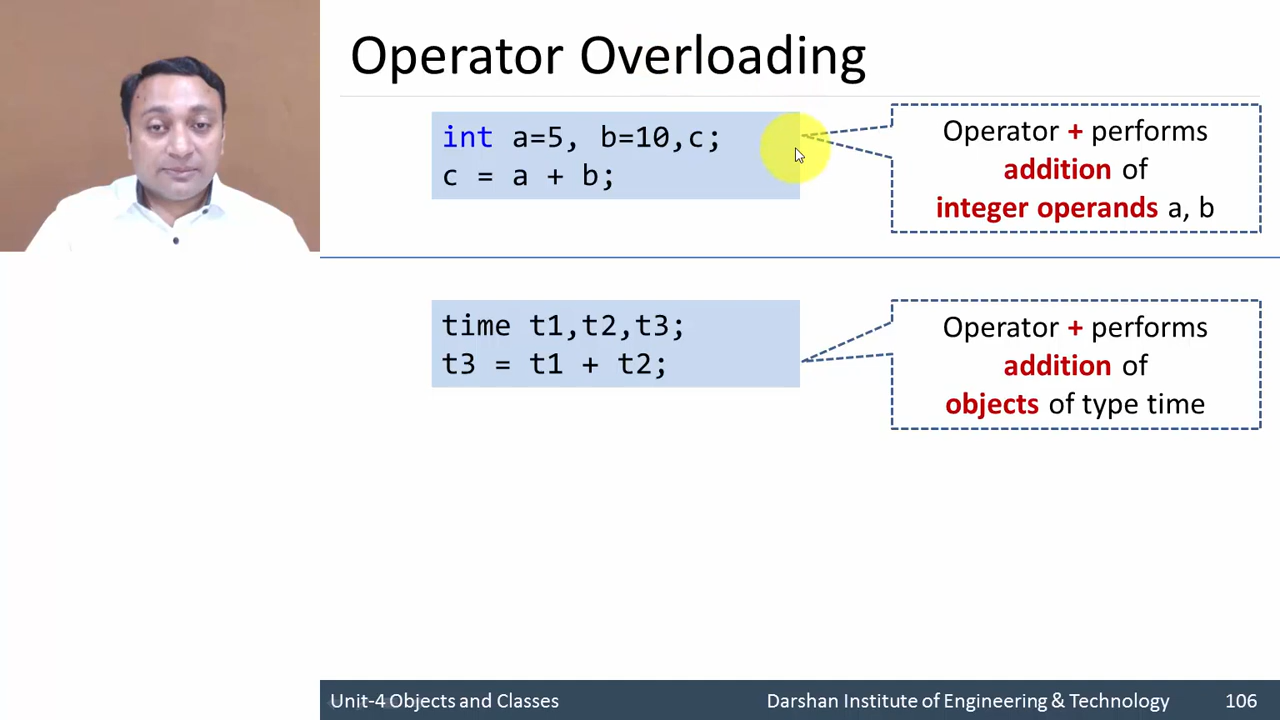 Operator Overloading
int a=5, b=10,c;
c = a + b;
Operator + performs
addition of
integer operands a, b
time t1,t2,t3;
t3 = t1 + t2;
Operator + performs
addition of
objects of type time
Unit-4 Objects and Classes
Darshan Institute of Engineering & Technology
106